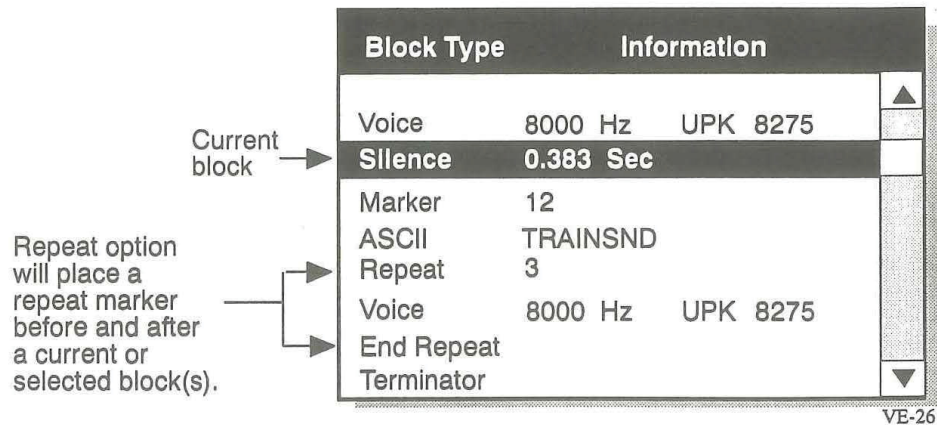 Block Type Information
Voice 8000 Hz UPK 8275
Current
block
Silence 0.383 Sec
Marker 12
ASCII TRAINSND
Repeat option
will place a
repeat marker
before and after
a current or
selected block(s).
Repeat 3
Voice 8000 Hz UPK 8275
End Repeat
Terminator
VE-26